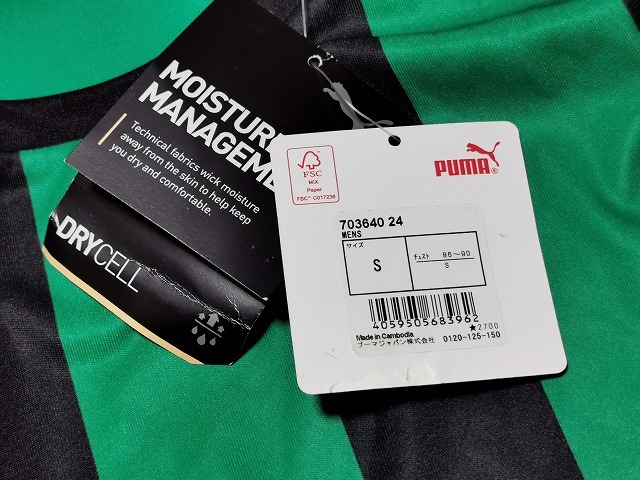 MOISTURE
MANAGEME
Technical fabrics wick moisture
away from the skin to help keep
you dry and comfortable.
DRYCELL
FSC
MIX
Paper
FSC® C017236
PUMA®
703640 24
MENS
サイズ
S
チェスト 86～90
S
4059505683962
★2700
Made in Cambodia
プーマジャパン株式会社 0120-125-150